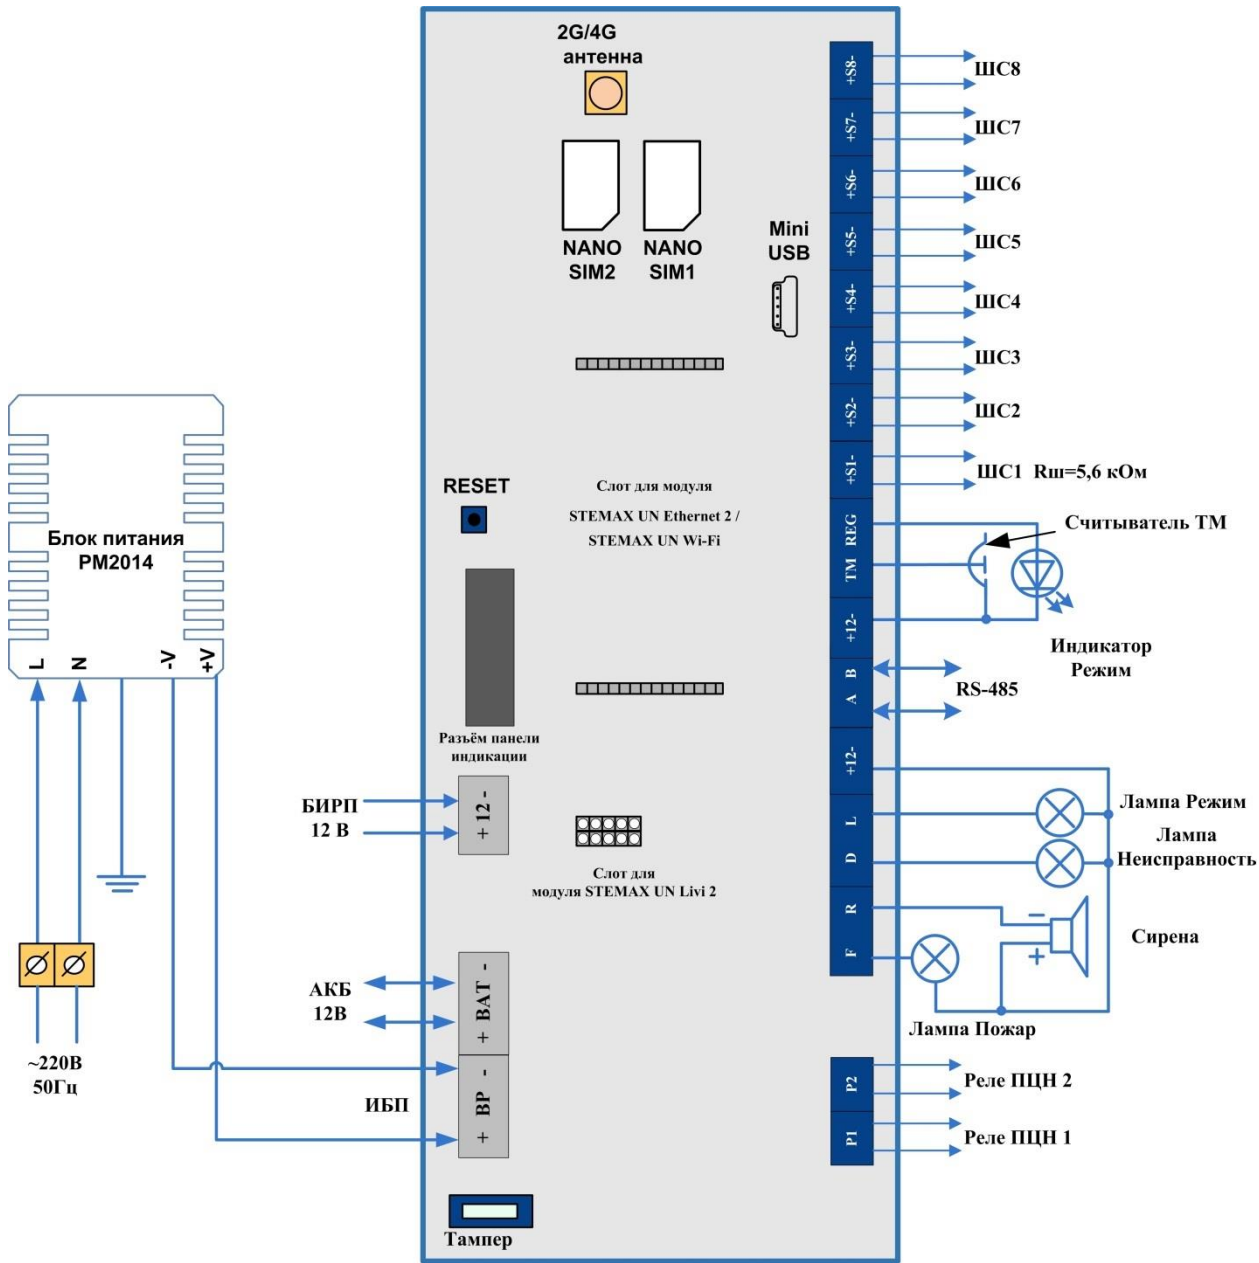 2G/4G
антенна
NANO
SIM2
NANO
SIM1
Mini
USB
+S8-
ШС8
+S7-
ШС7
+S6-
ШС6
+S5-
ШС5
+S4-
ШС4
+S3-
ШС3
+S2-
ШС2
+S1-
ШС1 Rш=5,6 кОм
RESET
Слот для модуля
STEMAX UN Ethernet 2 /
STEMAX UN Wi-Fi
TM REG
Считыватель ТМ
+12-
Индикатор
Режим
A B
RS-485
Блок питания
PM2014
L
N
-V
+V
~220В
50Гц
Разъём панели
индикации
БИРП
12 В
+ 12 -
Слот для
модуля STEMAX UN Livi 2
+12-
D L
Лампа Режим
Лампа
Неисправность
F R
Сирена
Лампа Пожар
АКБ
12В
+ BAT -
ИБП
+ ВР -
P2
Реле ПЦН 2
P1
Реле ПЦН 1
Тампер